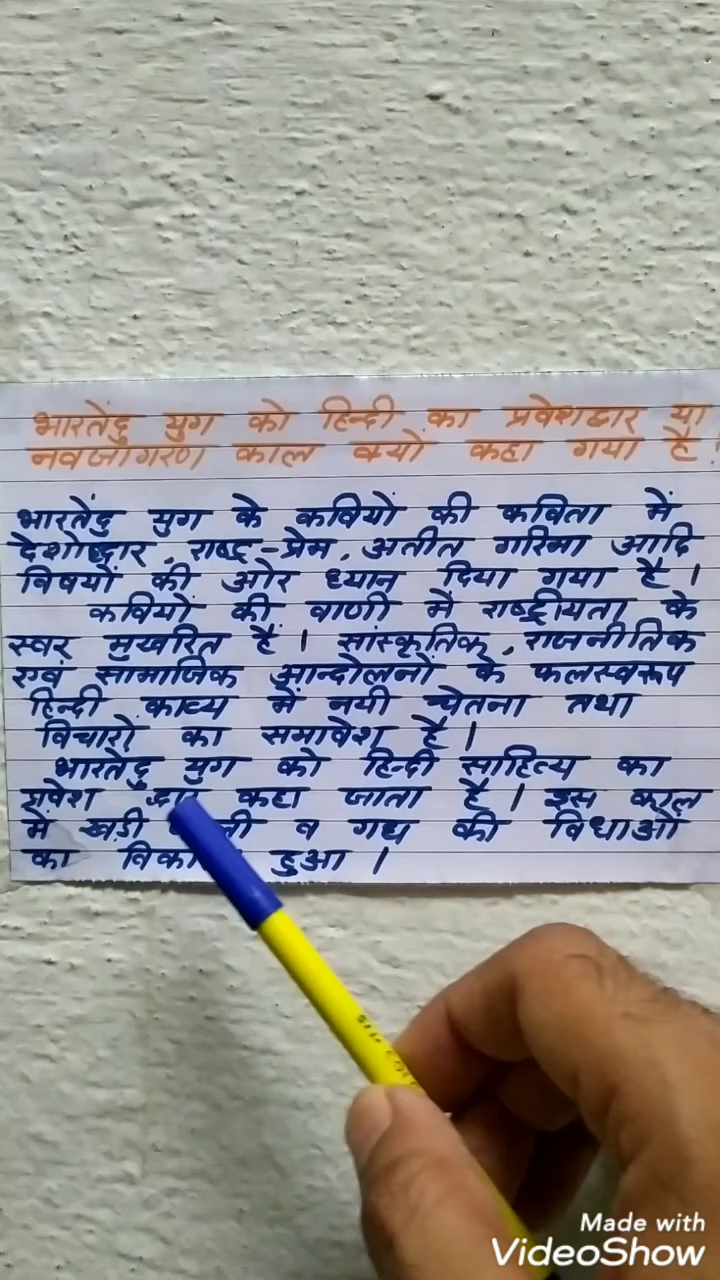 भारतेंदु युग को हिन्दी का प्रवेशद्वार या
नवजागरण काल क्यों कहा गया है?
भारतेंदु युग के कवियों की कविता में
देशोद्धार, राष्ट्र-प्रेम, अतीत गरिमा आदि
विषयों की ओर ध्यान दिया गया है।
कवियों की वाणी में राष्ट्रीयता के
स्वर मुखरित हैं। सांस्कृतिक, राजनीतिक
एवं सामाजिक आन्दोलनों के फलस्वरूप
हिन्दी काव्य में नयी चेतना तथा
विचारों का समावेश है।
भारतेंदु युग को हिन्दी साहित्य का
प्रवेश द्वार कहा जाता है। इस काल
में खड़ी व गद्य की विधाओं
का हुआ।
Made with
VideoShow